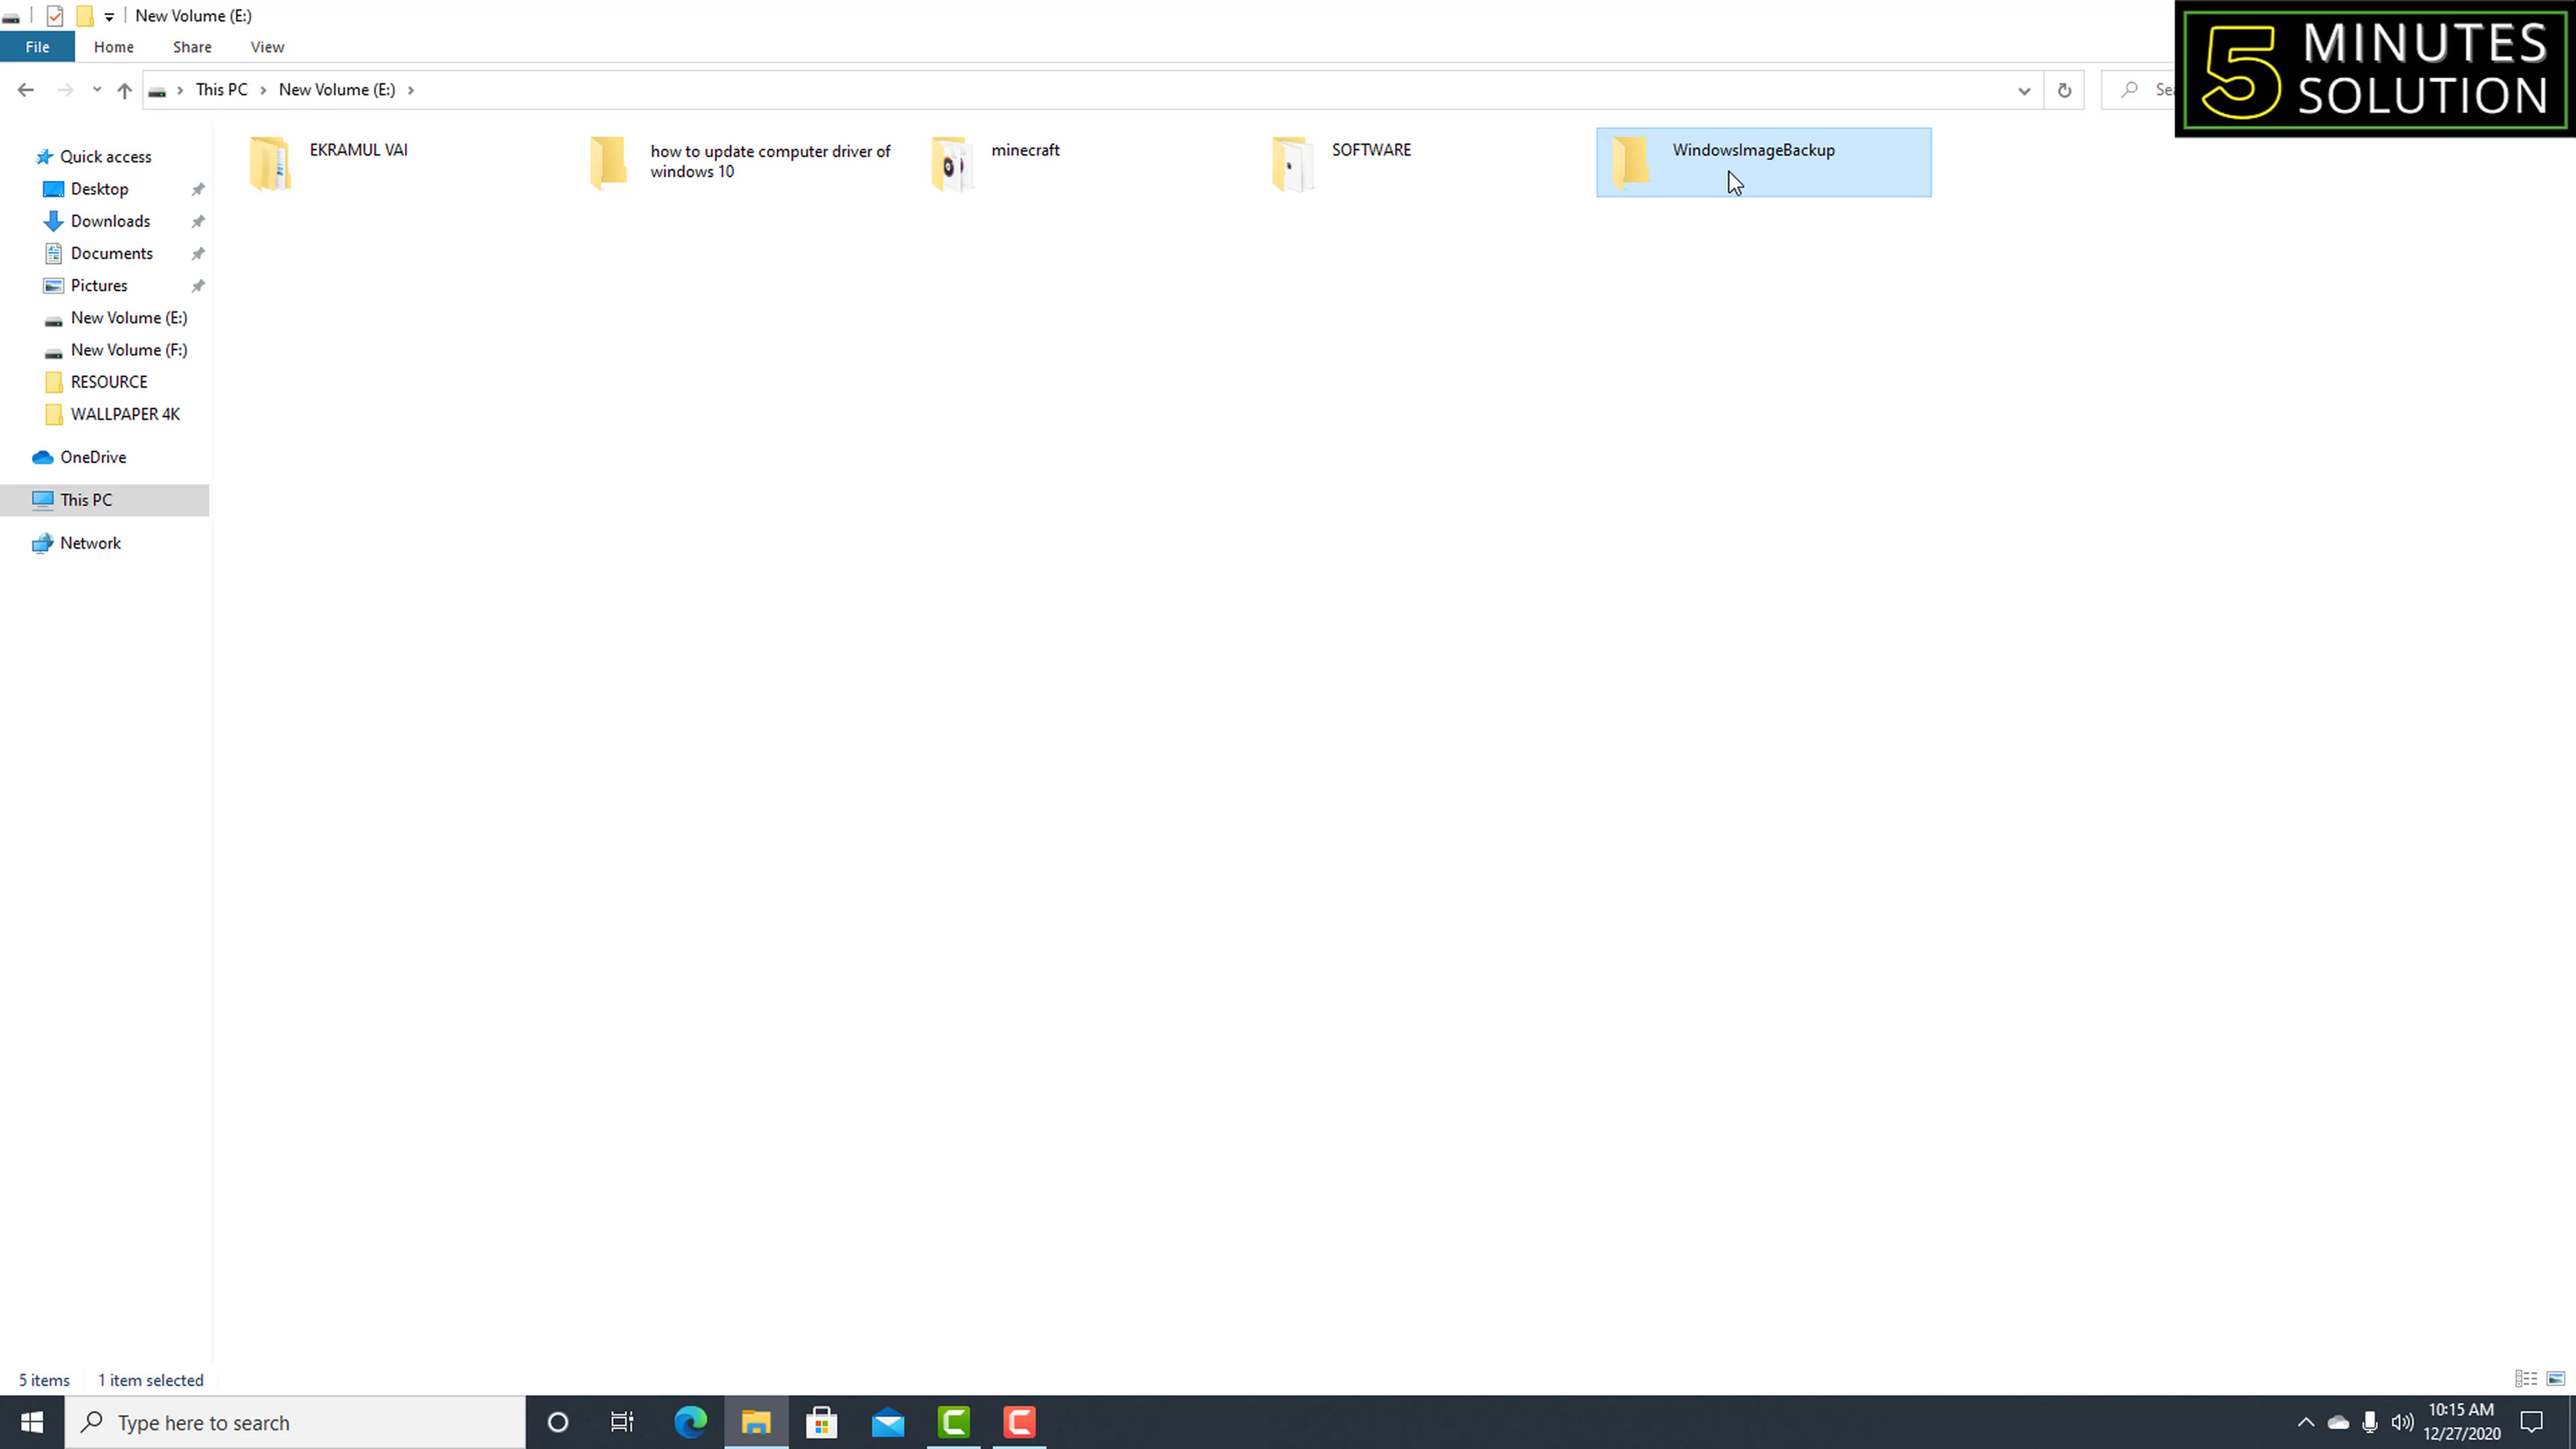 New Volume (E:)
File Home Share View
This PC New Volume (E:)
5 MINUTES
SOLUTION
Quick access
Desktop
Downloads
Documents
Pictures
New Volume (E:)
New Volume (F:)
RESOURCE
WALLPAPER 4K
OneDrive
This PC
Network
EKRAMUL VAI
how to update computer driver of
windows 10
minecraft
SOFTWARE
WindowsImageBackup
5 items 1 item selected
Type here to search
10:15 AM
12/27/2020